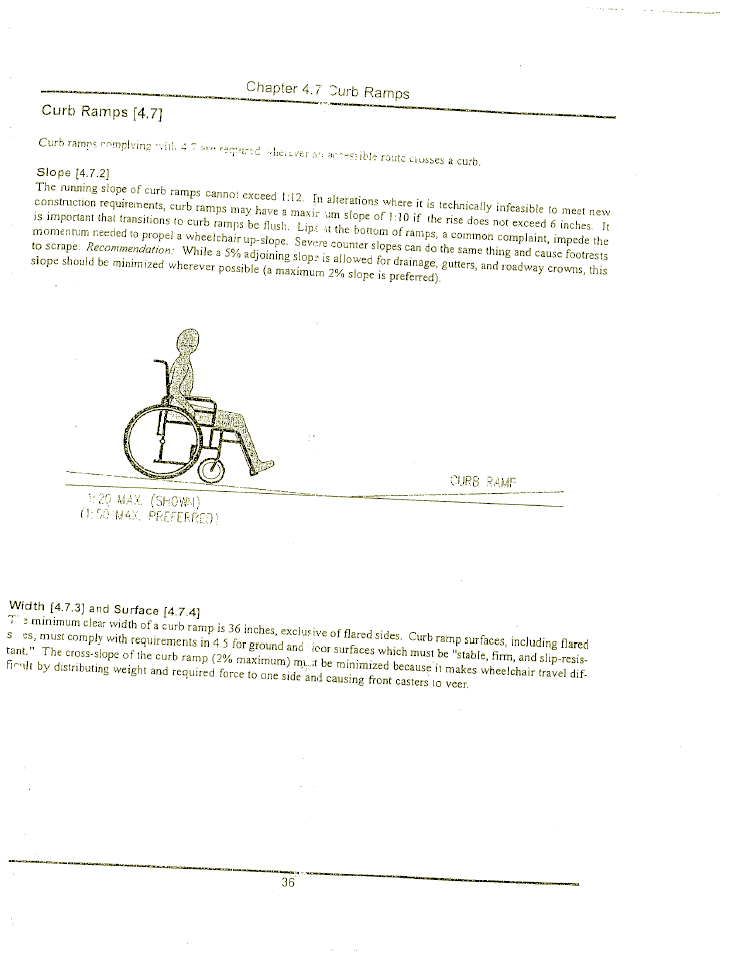 Chapter 4.7 Curb Ramps
Curb Ramps [4.7]
Curb ramps complying with 4.7 are required wherever an accessible route crosses a curb.
Slope [4.7.2]
The running slope of curb ramps cannot exceed 1:12. In alterations where it is technically infeasible to meet new
construction requirements, curb ramps may have a maximum slope of 1:10 if the rise does not exceed 6 inches. It
is important that transitions to curb ramps be flush. Lips at the bottom of ramps, a common complaint, impede the
momentum needed to propel a wheelchair up-slope. Severe counter slopes can do the same thing and cause footrests
to scrape. Recommendation: While a 5% adjoining slope is allowed for drainage, gutters, and roadway crowns, this
slope should be minimized wherever possible (a maximum 2% slope is preferred).
CURB RAMP
1:20 MAX. (SHOWN)
(1:50 MAX. PREFERRED)
Width [4.7.3] and Surface [4.7.4]
The minimum clear width of a curb ramp is 36 inches, exclusive of flared sides. Curb ramp surfaces, including flared
sides, must comply with requirements in 4.5 for ground and floor surfaces which must be "stable, firm, and slip-resis-
tant." The cross-slope of the curb ramp (2% maximum) must be minimized because it makes wheelchair travel dif-
ficult by distributing weight and required force to one side and causing front casters to veer.
36